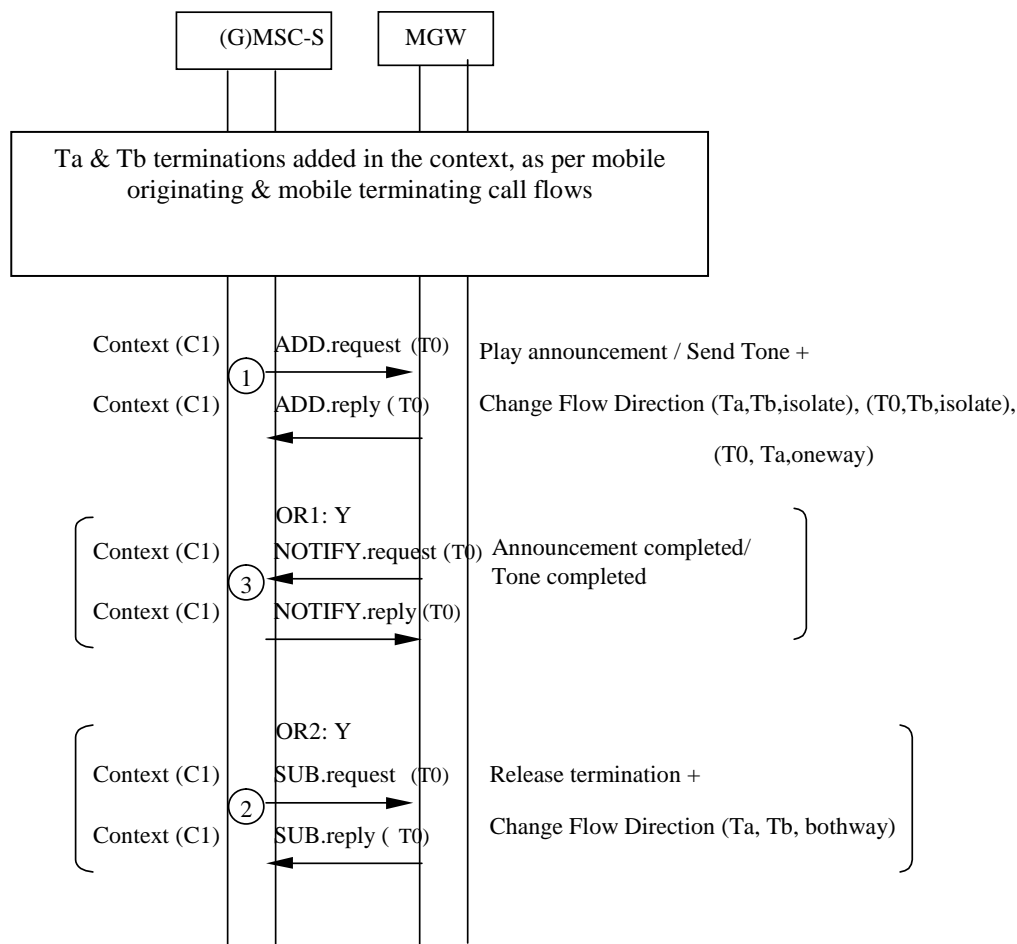 (G)MSC-S MGW
Ta & Tb terminations added in the context, as per mobile
originating & mobile terminating call flows
Context (C1) ADD.request (T0) Play announcement / Send Tone +
1
Context (C1) ADD.reply ( T0) Change Flow Direction (Ta,Tb,isolate), (T0,Tb,isolate),
(T0, Ta,oneway)
OR1: Y
Context (C1) NOTIFY.request (T0) Announcement completed/
3 Tone completed
Context (C1) NOTIFY.reply (T0)
OR2: Y
Context (C1) SUB.request (T0) Release termination +
2
Context (C1) SUB.reply ( T0) Change Flow Direction (Ta, Tb, bothway)